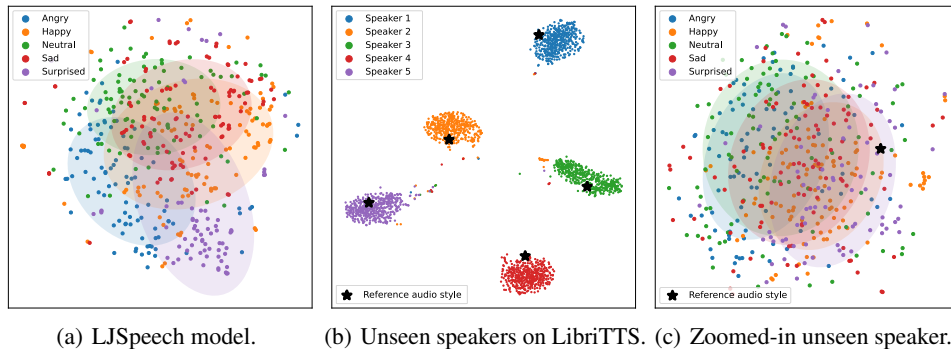 Angry
Happy
Neutral
Sad
Surprised
Speaker 1
Speaker 2
Speaker 3
Speaker 4
Speaker 5
Reference audio style
Angry
Happy
Neutral
Sad
Surprised
Reference audio style
(a) LJSpeech model.
(b) Unseen speakers on LibriTTS.
(c) Zoomed-in unseen speaker.